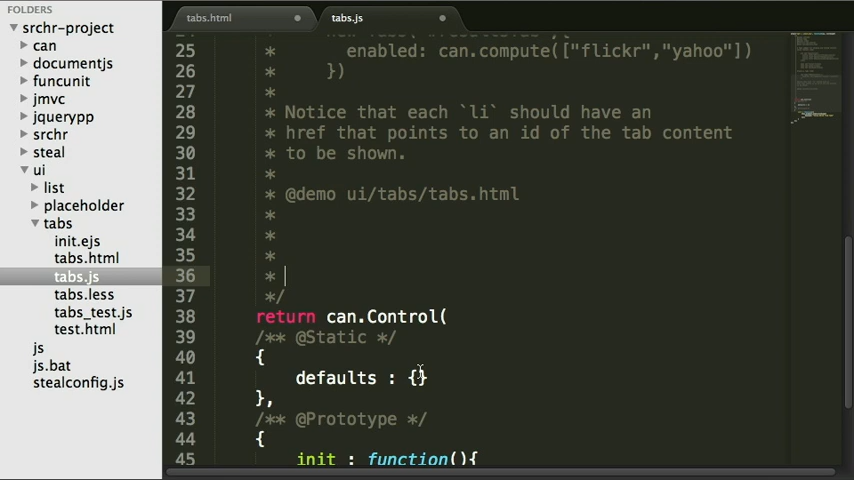 FOLDERS
srchr-project
can
documentjs
funcunit
jmvc
jquerypp
srchr
steal
ui
list
placeholder
tabs
init.ejs
tabs.html
tabs.js
tabs.less
tabs_test.js
test.html
js
js.bat
stealconfig.js
tabs.html
tabs.js
25 * enabled: can.compute(["flickr","yahoo"])
26 * })
27 *
28 * Notice that each `li` should have an
29 * href that points to an id of the tab content
30 * to be shown.
31 *
32 * @demo ui/tabs/tabs.html
33 *
34 *
35 *
36 *
37 */
38 return can.Control(
39 /** @Static */
40 {
41 defaults : {}
42 },
43 /** @Prototype */
44 {
45 init : function(){